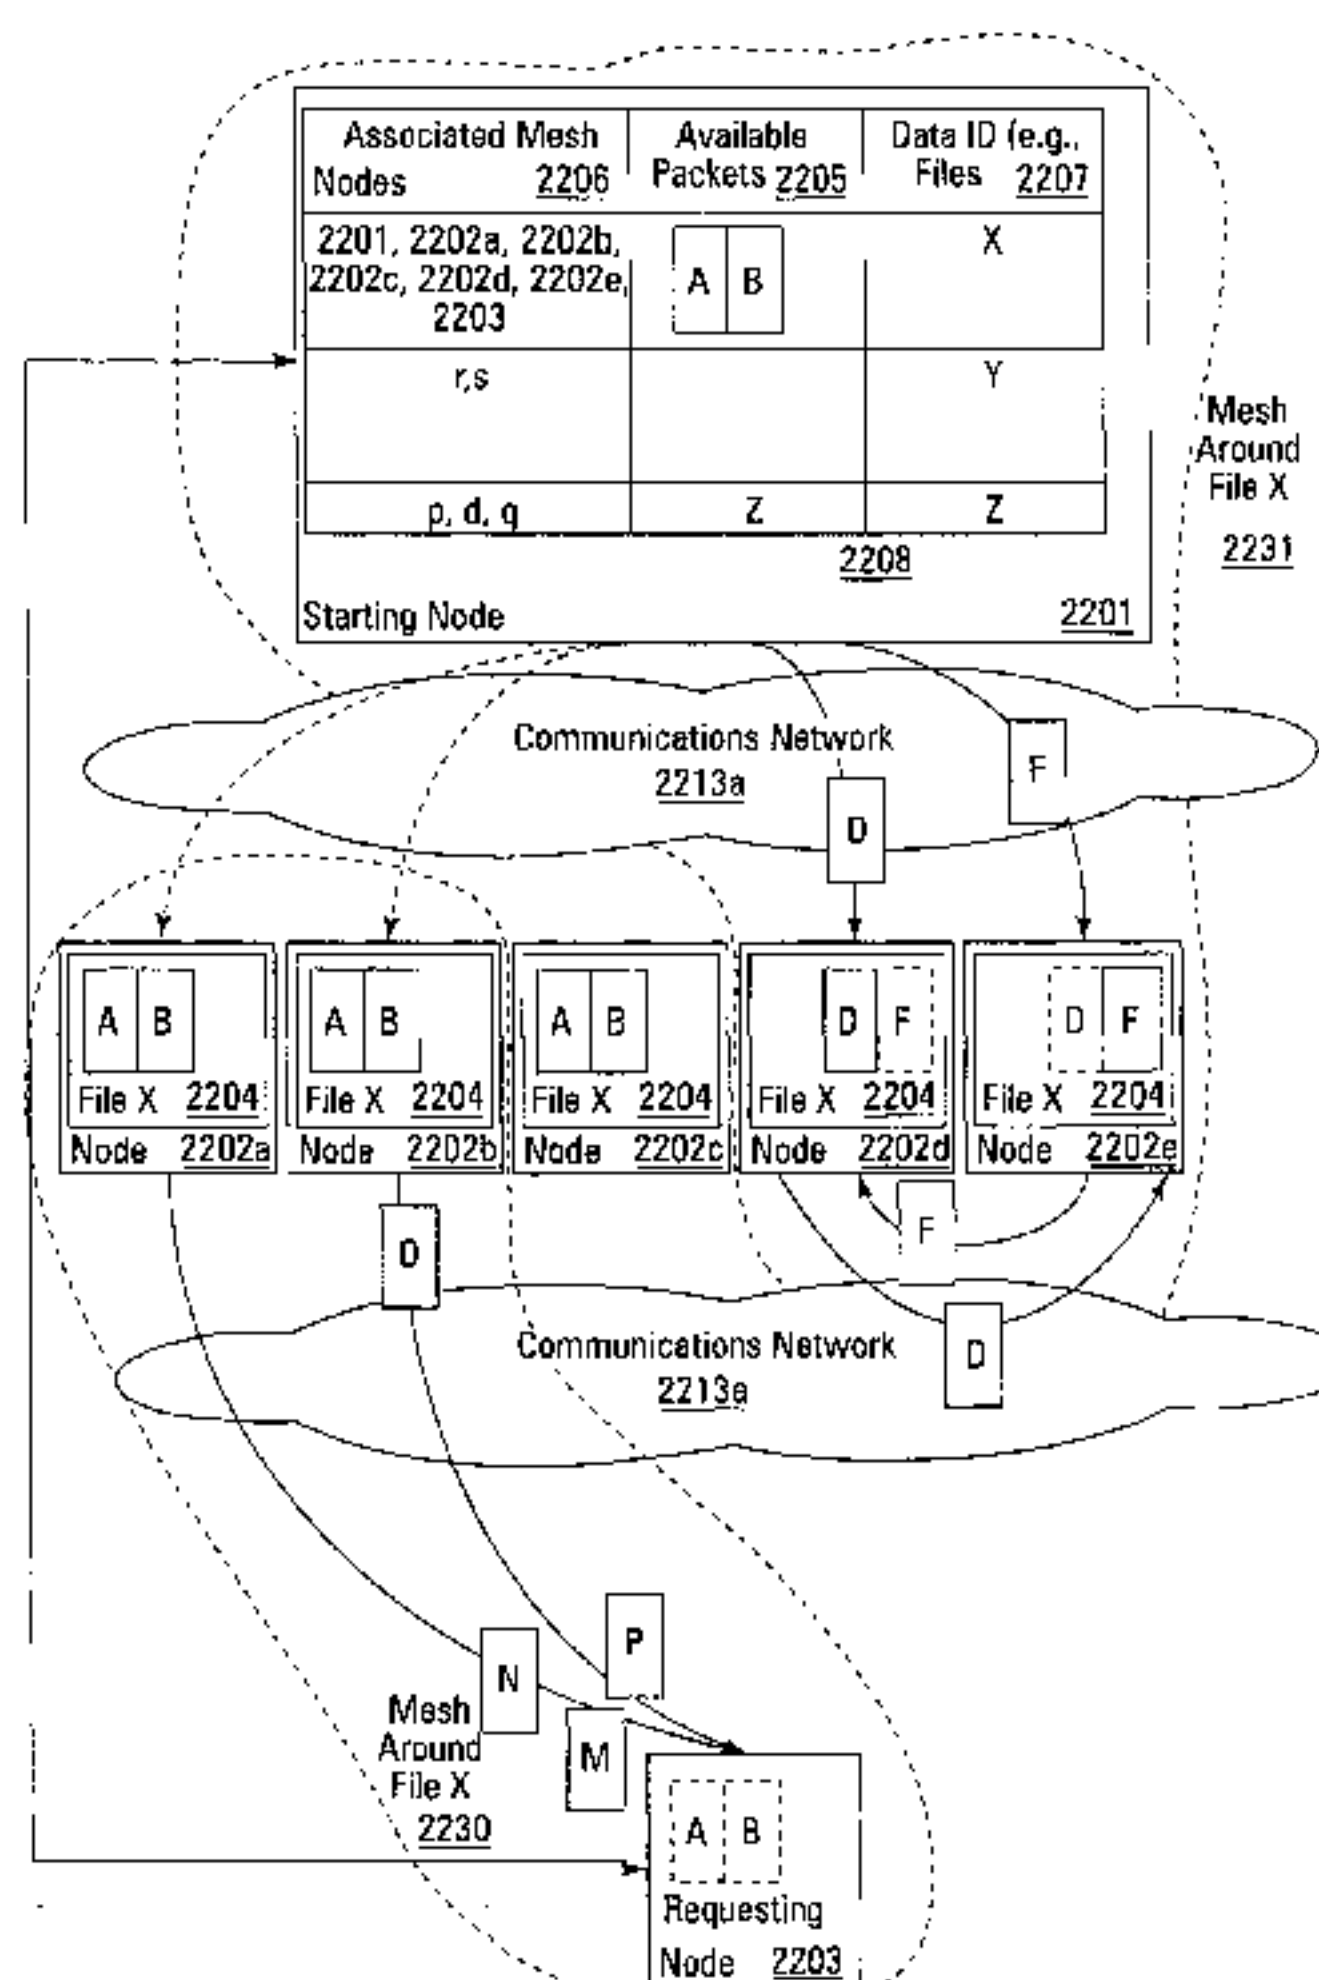 Associated Mesh
Nodes 2206
Available
Packets 2205
Data ID (e.g.,
Files 2207
2201, 2202a, 2202b,
2202c, 2202d, 2202e,
2203
A B
X
r,s
Y
p, d, q
Z
Z
2208
Starting Node
2201
Mesh
Around
File X
2231
Communications Network
2213a
F
D
A B
File X 2204
Node 2202a
A B
File X 2204
Node 2202b
A B
File X 2204
Node 2202c
D F
File X 2204
Node 2202d
D F
File X 2204
Node 2202e
F
O
D
Communications Network
2213a
P
N
M
Mesh
Around
File X
2230
A B
Requesting
Node 2203